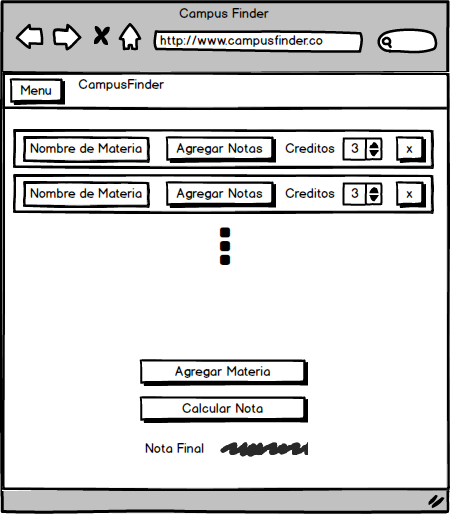 Campus Finder
http://www.campusfinder.co
Menu CampusFinder
Nombre de Materia Agregar Notas Creditos 3 x
Nombre de Materia Agregar Notas Creditos 3 x
Agregar Materia
Calcular Nota
Nota Final